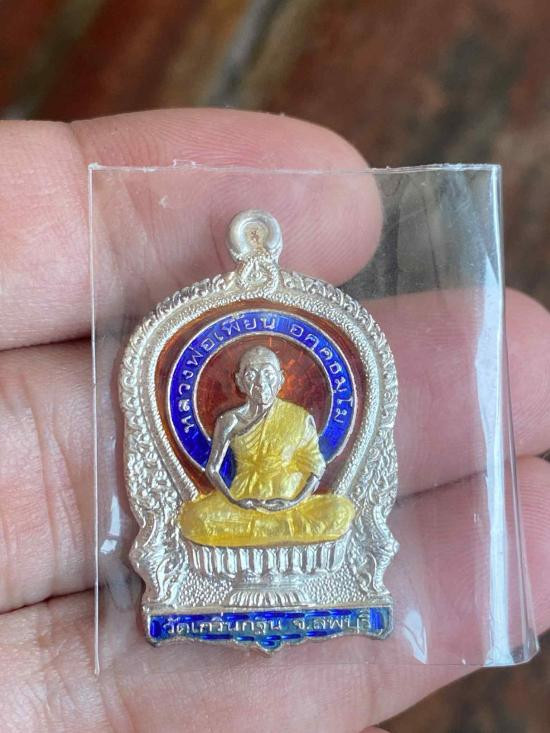 หลวงพ่อเพี้ยน อคฺคธมฺโม
วัดเกริ่นกฐิน จ.ลพบุรี